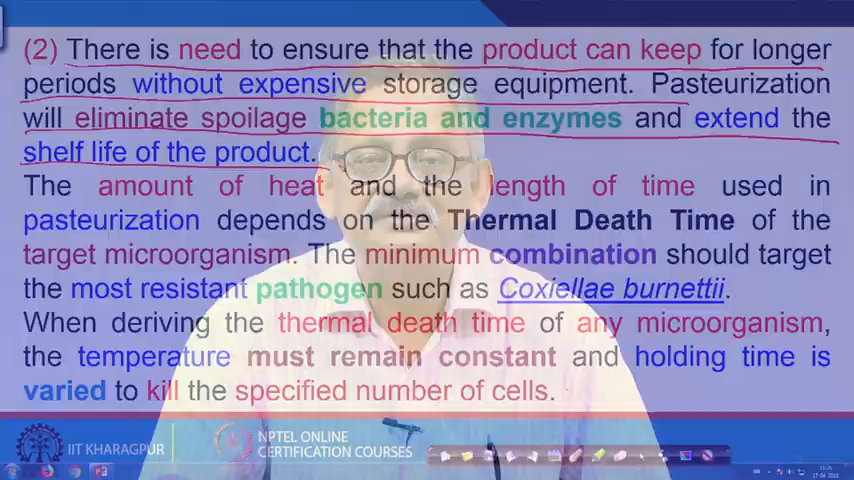 (2) There is need to ensure that the product can keep for longer
periods without expensive storage equipment. Pasteurization
will eliminate spoilage bacteria and enzymes and extend the
shelf life of the product.
The amount of heat and the length of time used in
pasteurization depends on the Thermal Death Time of the
target microorganism. The minimum combination should target
the most resistant pathogen such as Coxiellae burnettii.
When deriving the thermal death time of any microorganism,
the temperature must remain constant and holding time is
varied to kill the specified number of cells.
IIT KHARAGPUR
NPTEL ONLINE
CERTIFICATION COURSES